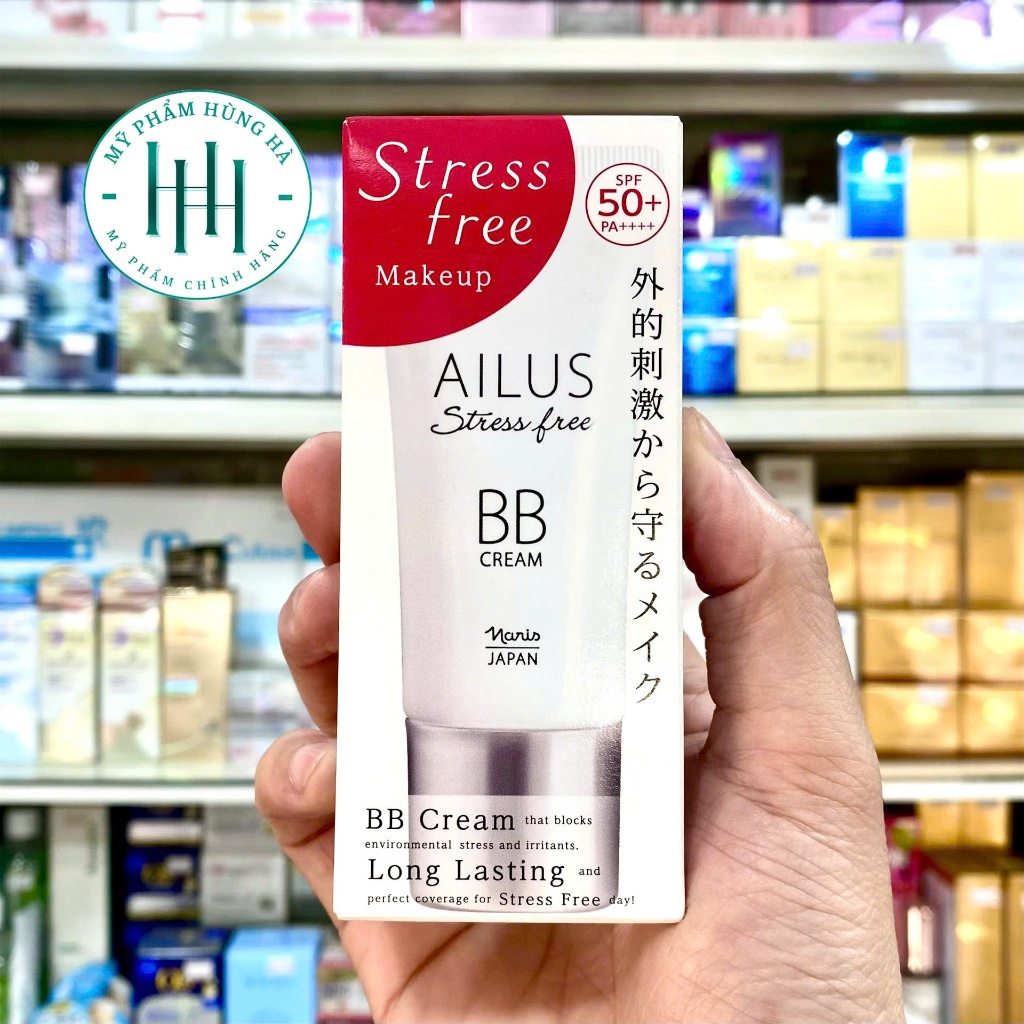 MỸ PHẨM HÙNG HÀ
HH
MỸ PHẨM CHÍNH HÃNG
Stress
free
Makeup
SPF
50+
PA++++
外的刺激から守るメイク
AILUS
Stress free
BB
CREAM
naris
JAPAN
BB Cream that blocks
environmental stress and irritants.
Long Lasting and
perfect coverage for Stress Free day!